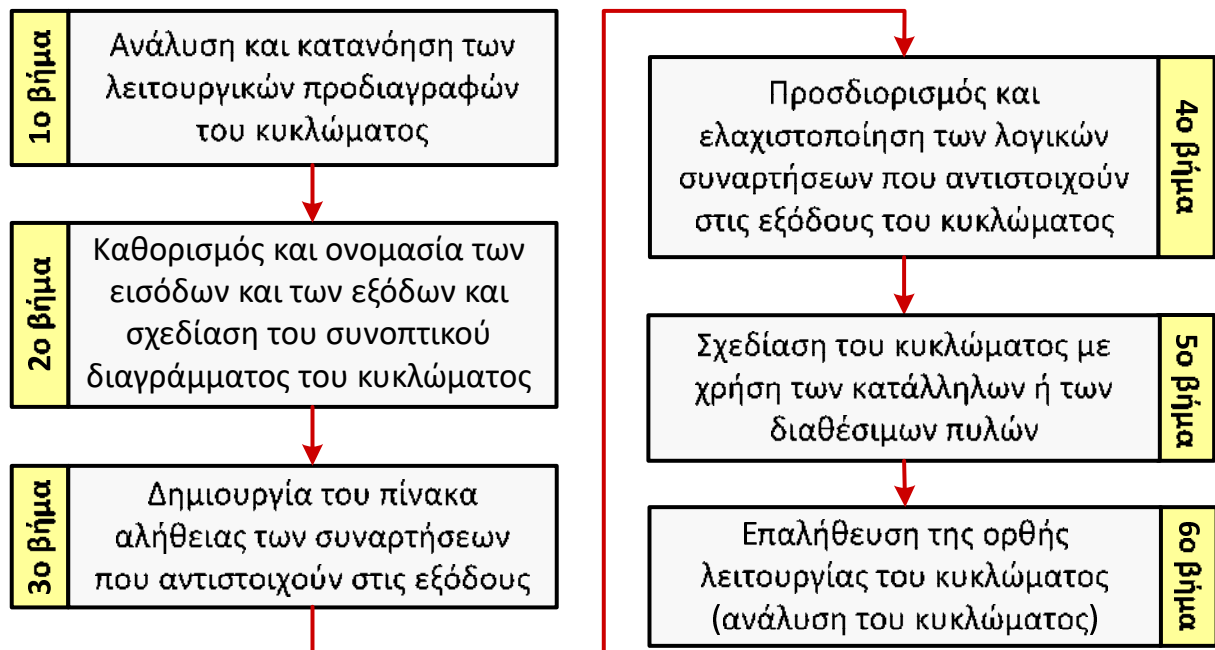 1ο βήμα
Ανάλυση και κατανόηση των
λειτουργικών προδιαγραφών
του κυκλώματος
2ο βήμα
Καθορισμός και ονομασία των
εισόδων και των εξόδων και
σχεδίαση του συνοπτικού
διαγράμματος του κυκλώματος
3ο βήμα
Δημιουργία του πίνακα
αλήθειας των συναρτήσεων
που αντιστοιχούν στις εξόδους
4ο βήμα
Προσδιορισμός και
ελαχιστοποίηση των λογικών
συναρτήσεων που αντιστοιχούν
στις εξόδους του κυκλώματος
5ο βήμα
Σχεδίαση του κυκλώματος με
χρήση των κατάλληλων ή των
διαθέσιμων πυλών
6ο βήμα
Επαλήθευση της ορθής
λειτουργίας του κυκλώματος
(ανάλυση του κυκλώματος)